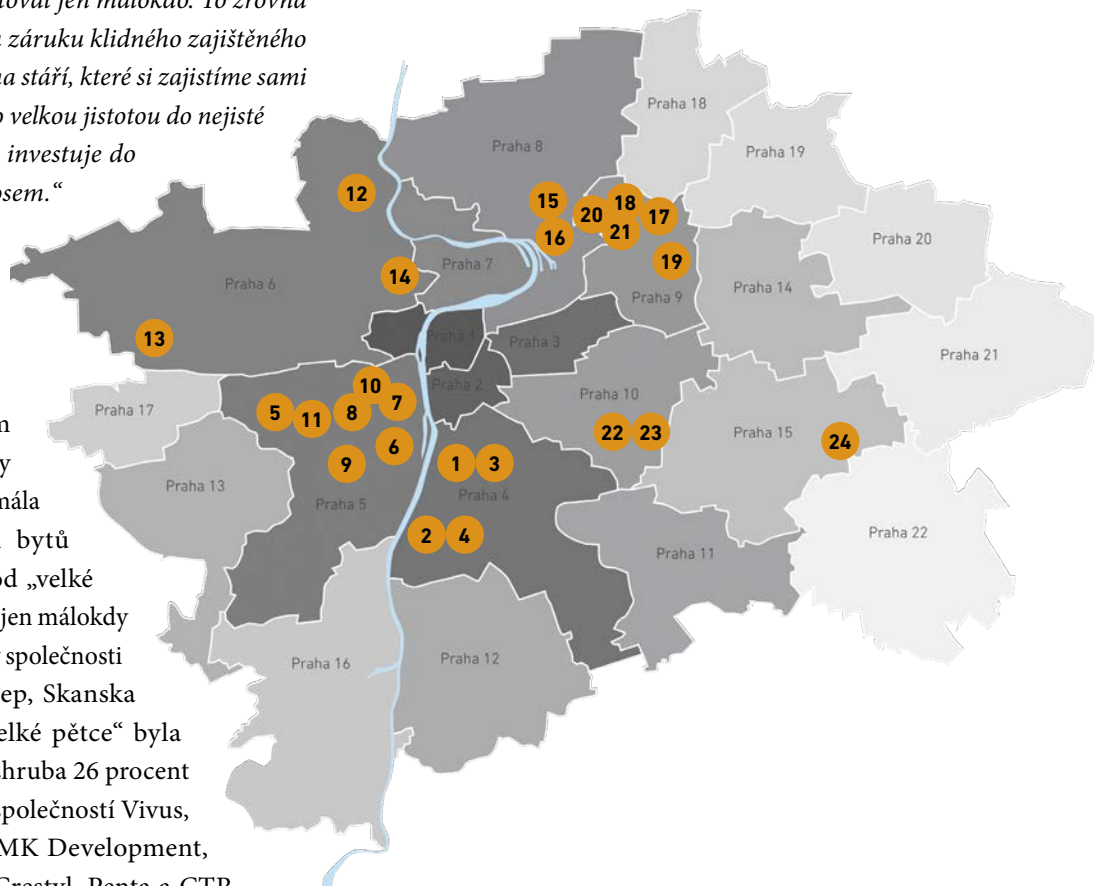 toval jen málokdo. To zrovna
záruku klidného zajištěného
na stáří, které si zajistíme sami
velkou jistotou do nejisté
investuje do
osem.“
mála
bytů
od „velké
jen málokdy
společnosti
ep, Skanska
elké pětce“ byla
hruba 26 procent
společností Vivus,
MK Development,
Crestyl, Penta a CTR
Praha 18
Praha 8
Praha 19
12
15
18
20
17
21
16
Praha 20
14
Praha 7
19
Praha 6
Praha 14
Praha 9
13
Praha 1
Praha 3
Praha 21
10
Praha 2
Praha 10
7
Praha 17
5
11
8
22
23
Praha 15
24
6
1
3
9
Praha 13
Praha 4
Praha 5
2
4
Praha 22
Praha 11
Praha 16
Praha 12